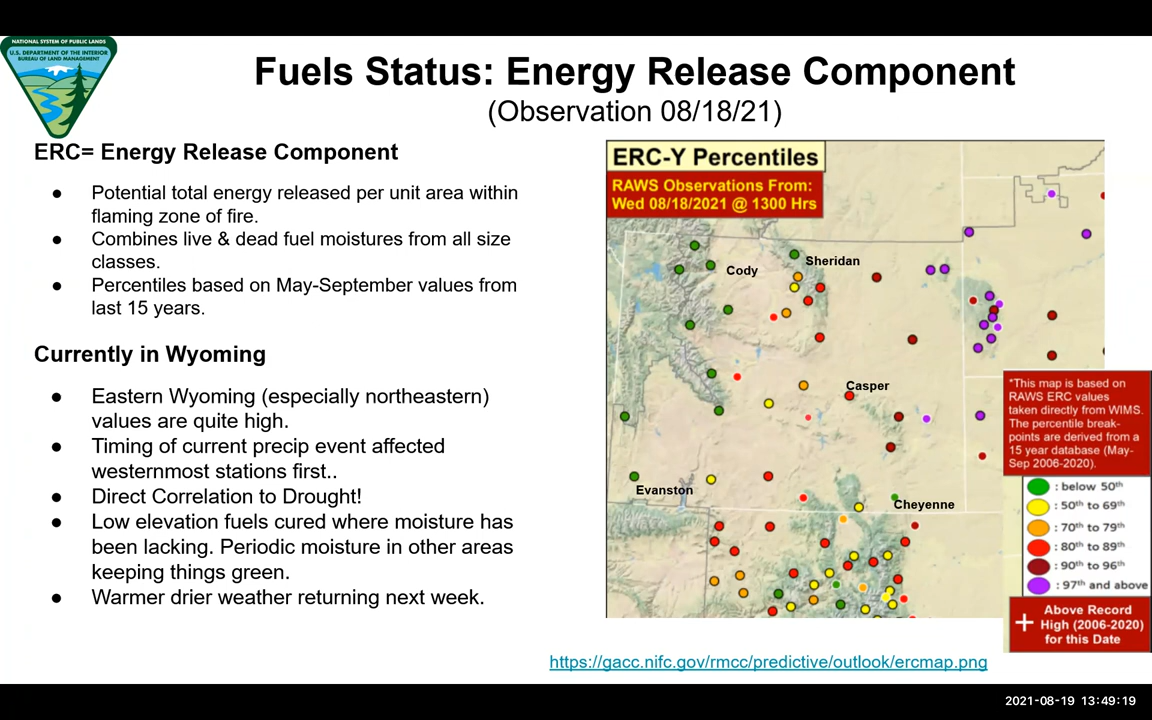 NATIONAL SYSTEM OF PUBLIC LANDS
U.S. DEPARTMENT OF THE INTERIOR
BUREAU OF LAND MANAGEMENT
Fuels Status: Energy Release Component
(Observation 08/18/21)
ERC= Energy Release Component
● Potential total energy released per unit area within
flaming zone of fire.
● Combines live & dead fuel moistures from all size
classes.
● Percentiles based on May-September values from
last 15 years.
Currently in Wyoming
● Eastern Wyoming (especially northeastern)
values are quite high.
● Timing of current precip event affected
westernmost stations first..
● Direct Correlation to Drought!
● Low elevation fuels cured where moisture has
been lacking. Periodic moisture in other areas
keeping things green.
● Warmer drier weather returning next week.
ERC-Y Percentiles
RAWS Observations From:
Wed 08/18/2021 @ 1300 Hrs
Cody
Sheridan
Casper
Evanston
Cheyenne
*This map is based on
RAWS ERC values
taken directly from WIMS.
The percentile break-
points are derived from a
15 year database (May-
Sep 2006-2020).
: below 50th
: 50th to 69th
: 70th to 79th
: 80th to 89th
: 90th to 96th
: 97th and above
+ Above Record
High (2006-2020)
for this Date
https://gacc.nifc.gov/rmcc/predictive/outlook/ercmap.png
2021-08-19 13:49:19